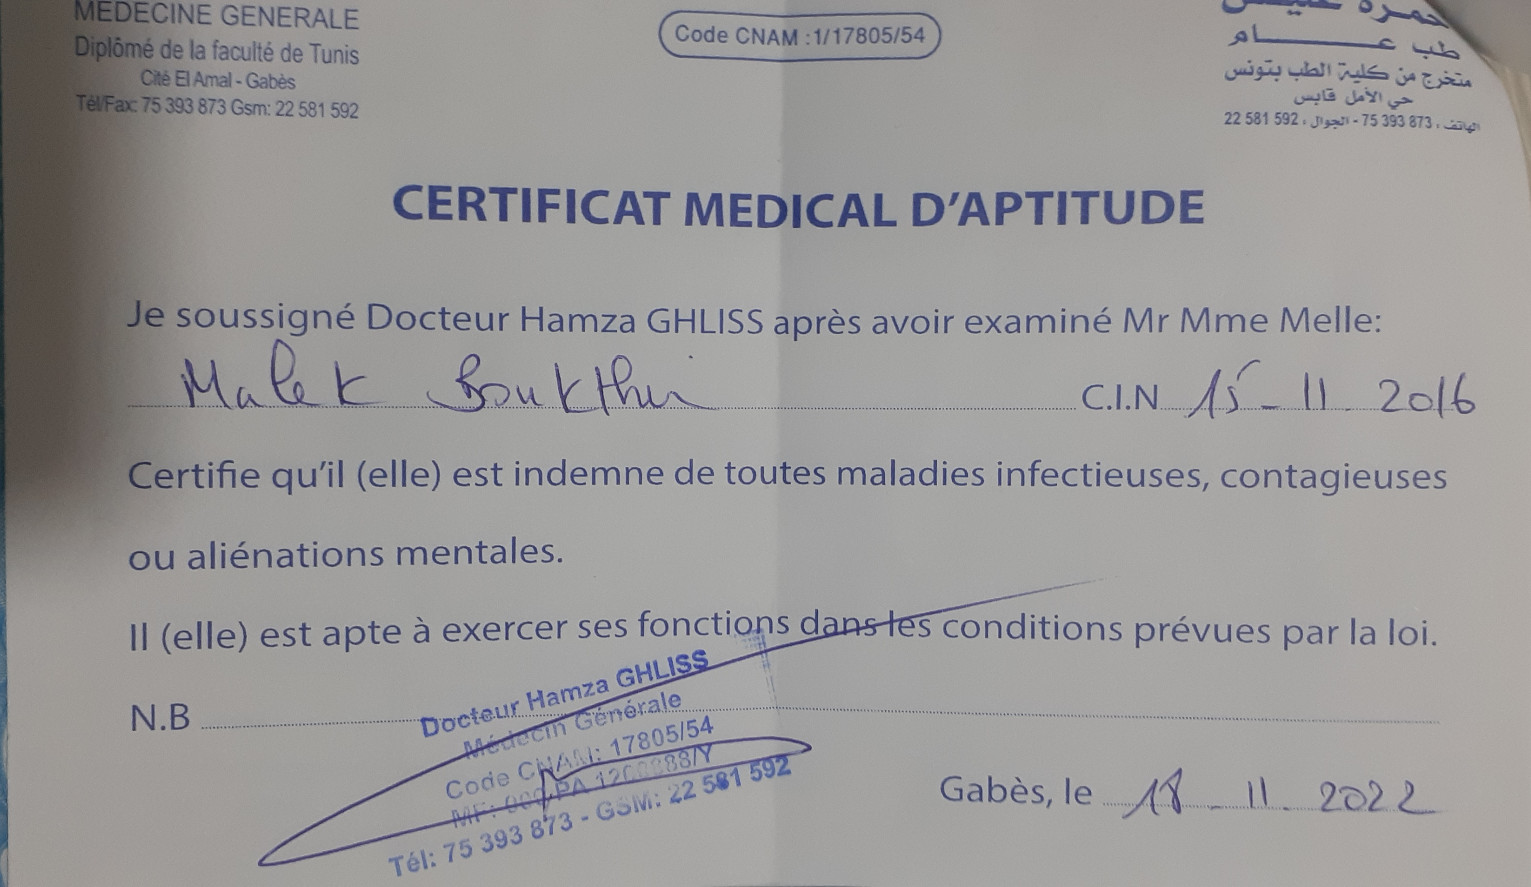 MEDECINE GENERALE
Diplômé de la faculté de Tunis
Cité El Amal - Gabès
Tél/Fax: 75 393 873 Gsm: 22 581 592
Code CNAM :1/17805/54
طب عـــــــام
متخرج من كلية الطب بتونس
حي الأمل قابس
الهاتف : 75 393 873 - الجوال : 22 581 592
CERTIFICAT MEDICAL D'APTITUDE
Je soussigné Docteur Hamza GHLISS après avoir examiné Mr Mme Melle:
Malek Boukthir C.I.N 15 - 11 . 2016
Certifie qu'il (elle) est indemne de toutes maladies infectieuses, contagieuses
ou aliénations mentales.
Il (elle) est apte à exercer ses fonctions dans les conditions prévues par la loi.
N.B
Docteur Hamza GHLISS
Médecin Générale
Code CNAM: 17805/54
Tél: 75 393 873 - GSM: 22 581 592
Gabès, le 18 - 11 . 2022